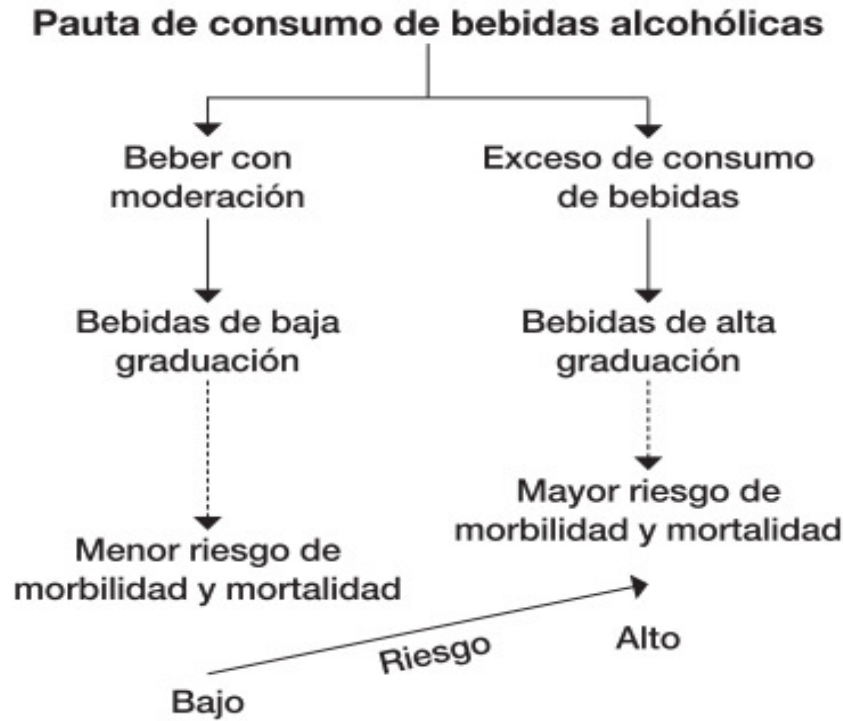 Pauta de consumo de bebidas alcohólicas
Beber con
moderación
Exceso de consumo
de bebidas
Bebidas de baja
graduación
Bebidas de alta
graduación
Mayor riesgo de
morbilidad y mortalidad
Menor riesgo de
morbilidad y mortalidad
Riesgo
Alto
Bajo